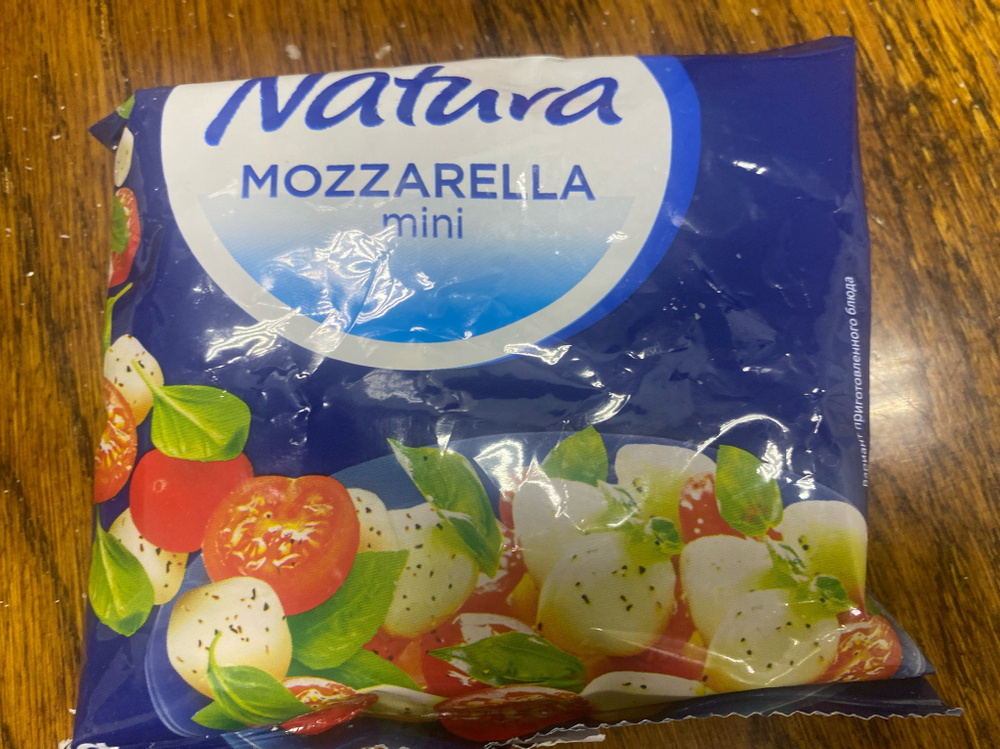 Natura
MOZZARELLA
mini
Вариант приготовленного блюда